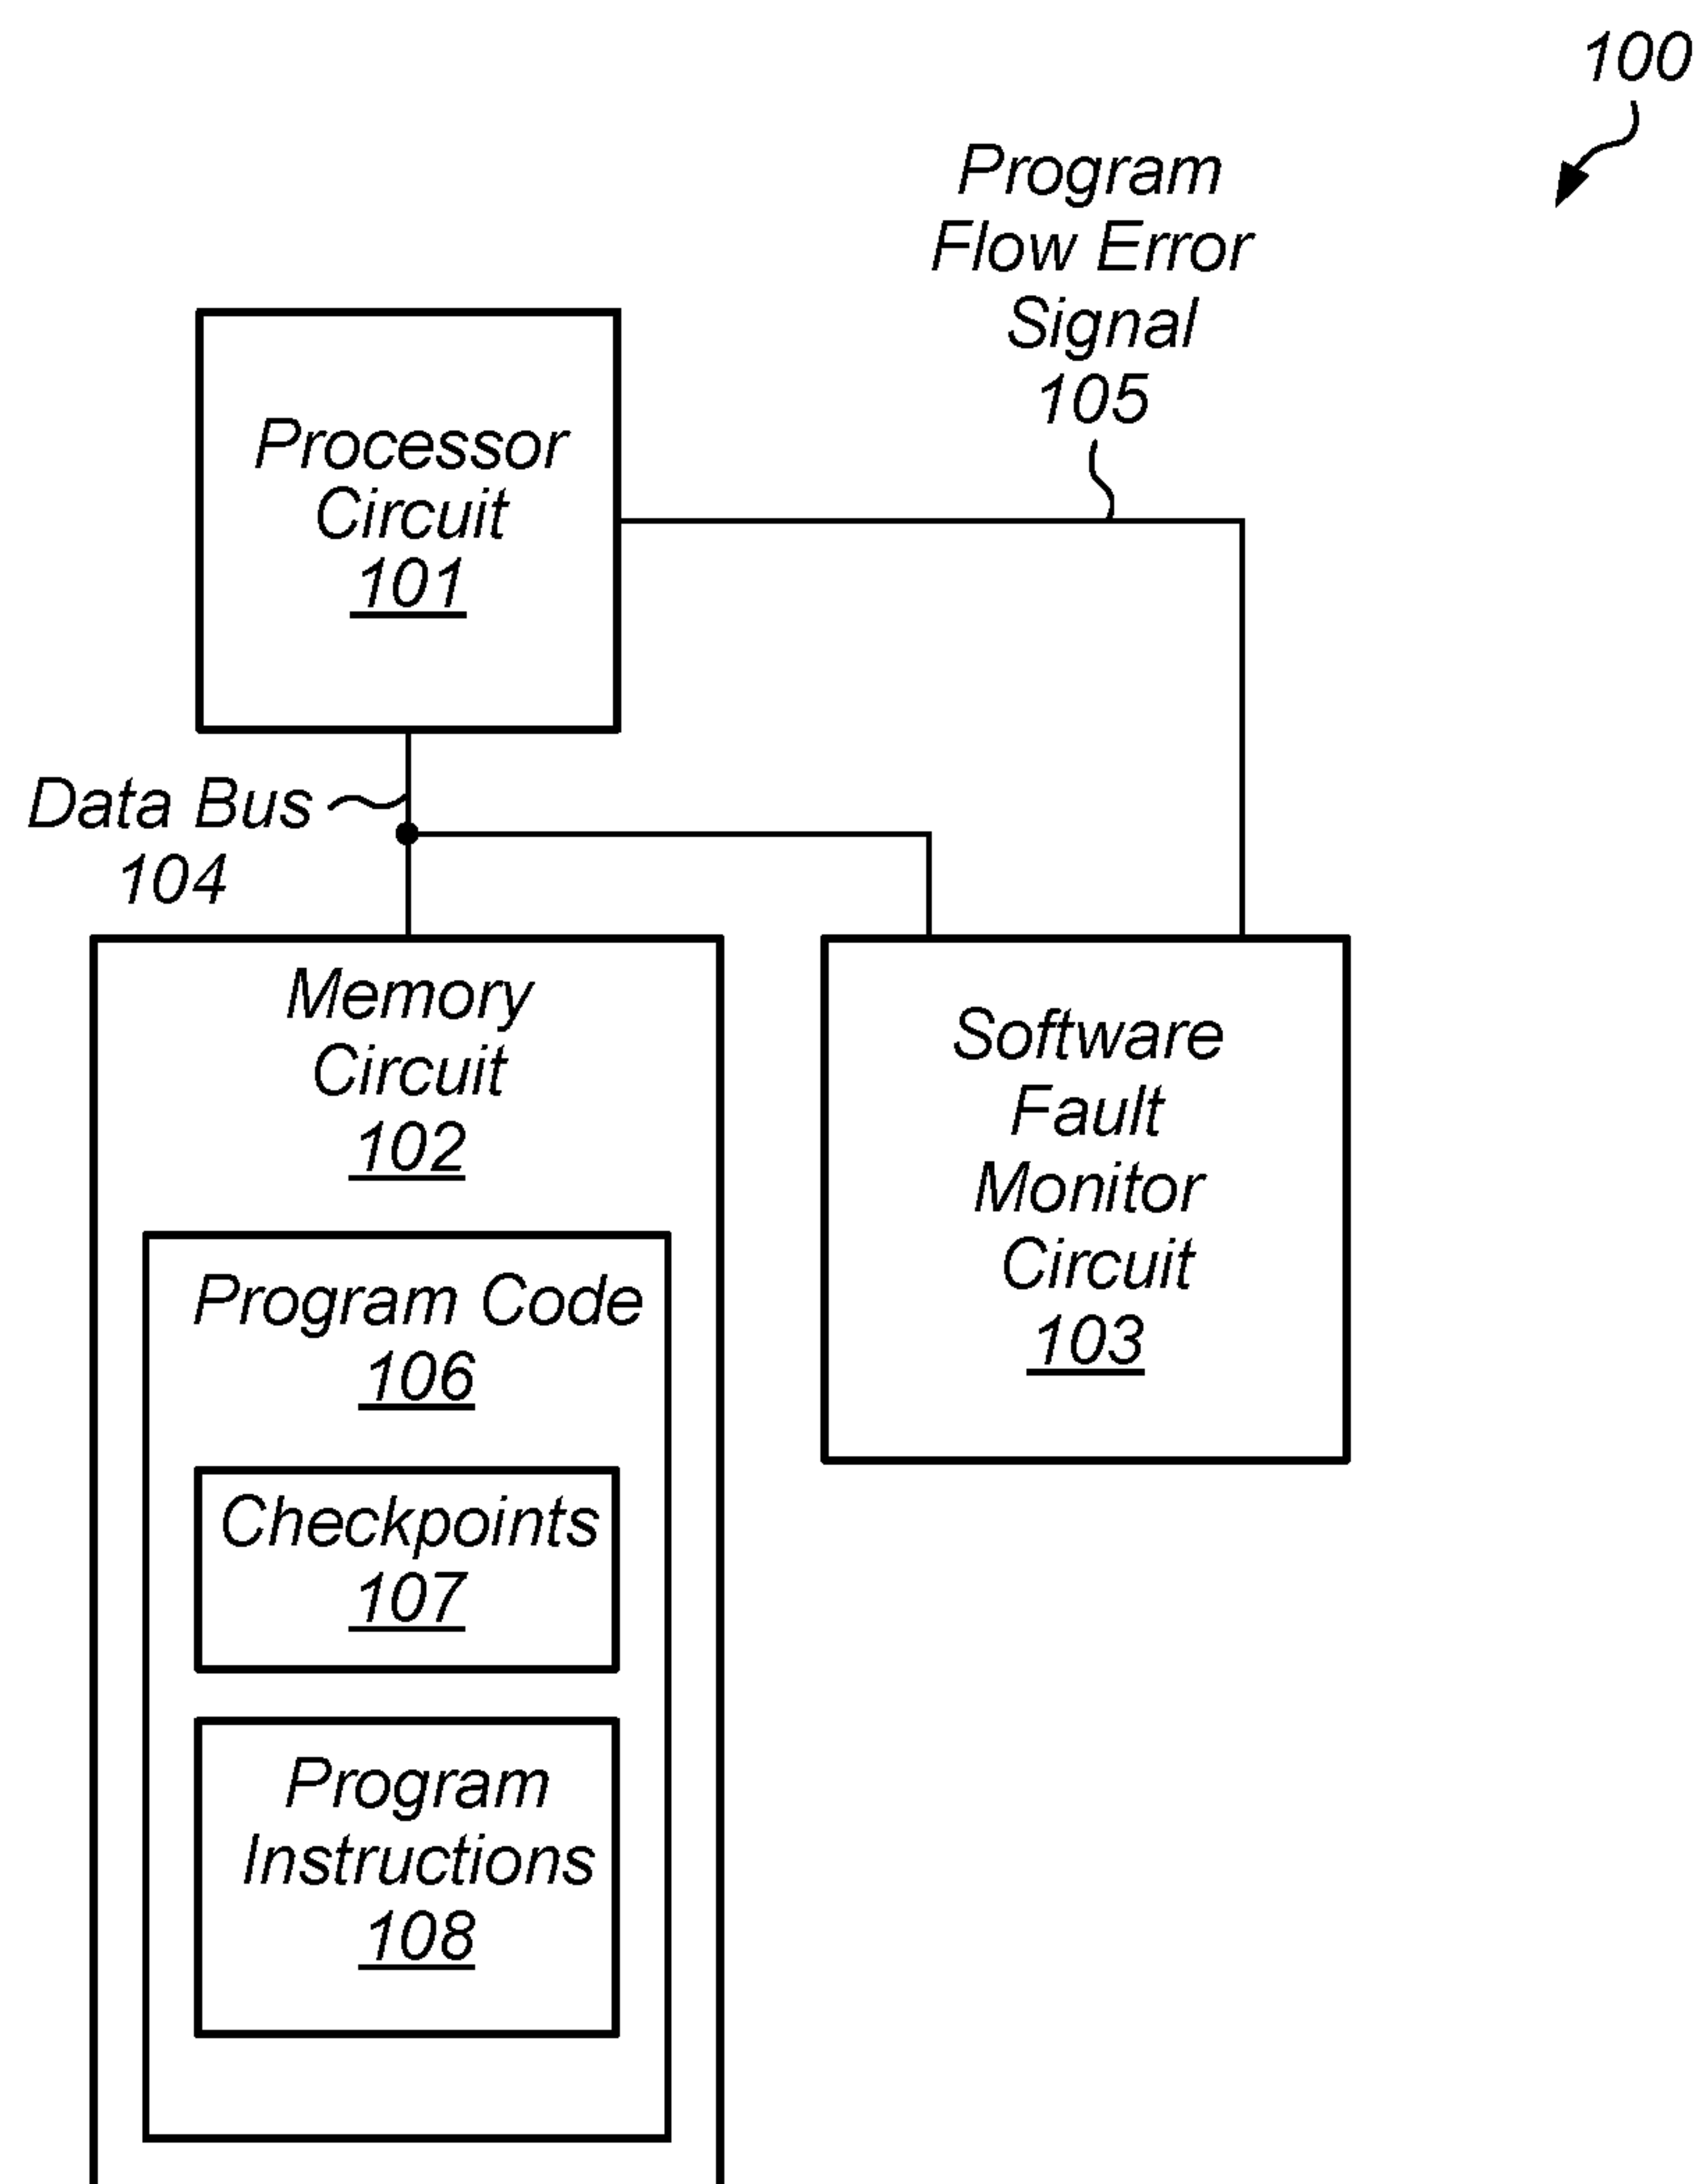 100
Program
Flow Error
Signal
105
Processor
Circuit
101
Data Bus
104
Memory
Circuit
102
Software
Fault
Monitor
Circuit
103
Program Code
106
Checkpoints
107
Program
Instructions
108